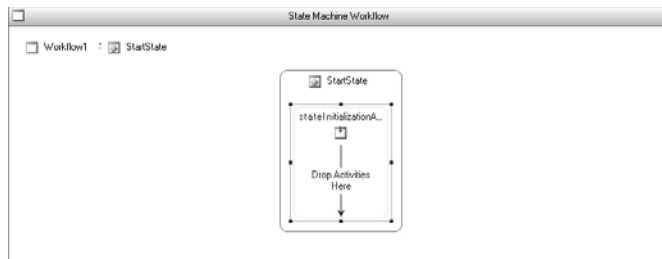 State Machine Workflow
Workflow1 : StartState
StartState
stateInitializationA...
Drop Activities
Here